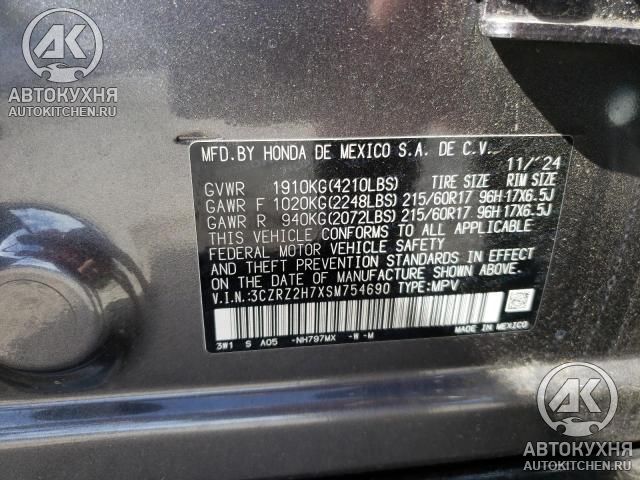 AK
АВТОКУХНЯ
AUTOKITCHEN.RU
MFD.BY HONDA DE MEXICO S.A. DE C.V. 11/'24
GVWR 1910KG(4210LBS) TIRE SIZE RIM SIZE
GAWR F 1020KG(2248LBS) 215/60R17 96H 17X6.5J
GAWR R 940KG(2072LBS) 215/60R17 96H 17X6.5J
THIS VEHICLE CONFORMS TO ALL APPLICABLE
FEDERAL MOTOR VEHICLE SAFETY
AND THEFT PREVENTION STANDARDS IN EFFECT
ON THE DATE OF MANUFACTURE SHOWN ABOVE.
V.I.N.:3CZRZ2H7XSM754690 TYPE:MPV
3W1 S A05 -NH797MX -W -M MADE IN MEXICO
AK
АВТОКУХНЯ
AUTOKITCHEN.RU